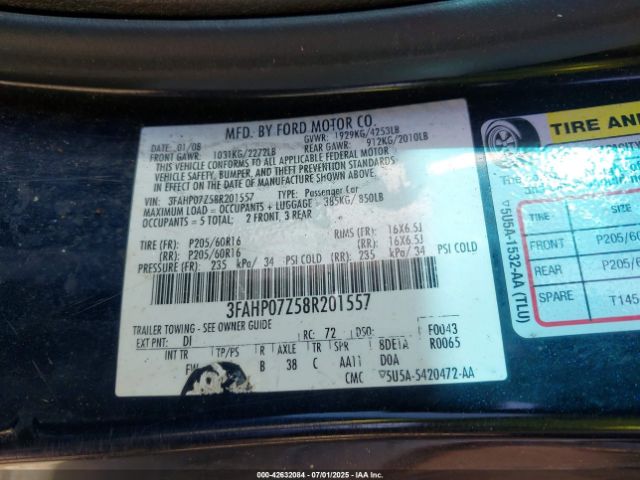 MFD. BY FORD MOTOR CO.
DATE: 01/08 GVWR: 1929KG/4253LB
FRONT GAWR: 1031KG/2272LB REAR GAWR: 912KG/2010LB
THIS VEHICLE CONFORMS TO ALL APPLICABLE FEDERAL MOTOR
VEHICLE SAFETY, BUMPER, AND THEFT PREVENTION STANDARDS
IN EFFECT ON THE DATE OF MANUFACTURE SHOWN ABOVE.
VIN: 3FAHP07Z58R201557 TYPE: Passenger Car
MAXIMUM LOAD = OCCUPANTS + LUGGAGE = 385KG/850LB
OCCUPANTS = 5 TOTAL: 2 FRONT, 3 REAR
TIRE (FR): P205/60R16 RIMS (FR): 16X6.5J
(RR): P205/60R16 (RR): 16X6.5J
PRESSURE (FR): 235 kPa/ 34 PSI COLD (RR): 235 kPa/ 34 PSI COLD
3FAHP07Z58R201557
TRAILER TOWING - SEE OWNER GUIDE
EXT PNT: DI RC: 72 DSO: F0043
INT TR TP/PS R AXLE TR SPR BDE1A R0065
EW B 38 C AA11 D0A
CMC ▽5U5A-5420472-AA
▽5U5A-1532-AA (TLU)
TIRE AN
TIRE SIZE
FRONT P205/60
REAR P205/6
SPARE T145
000-42632084 (IMAGE) 07/01/2025 © IAA, INC.